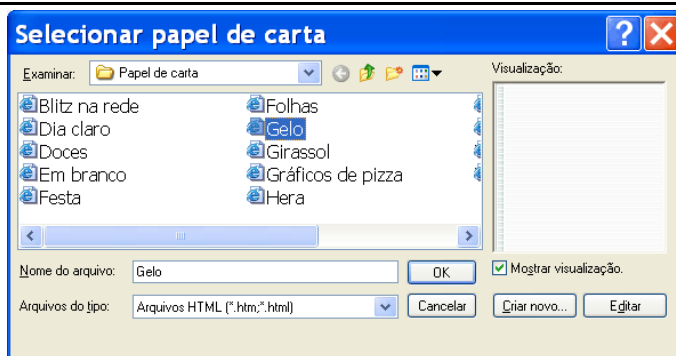 Selecionar papel de carta
Examinar: Papel de carta
Visualização:
Blitz na rede Folhas
Dia claro Gelo
Doces Girassol
Em branco Gráficos de pizza
Festa Hera
Nome do arquivo: Gelo OK Mostrar visualização.
Arquivos do tipo: Arquivos HTML (*.htm;*.html) Cancelar Criar novo... Editar